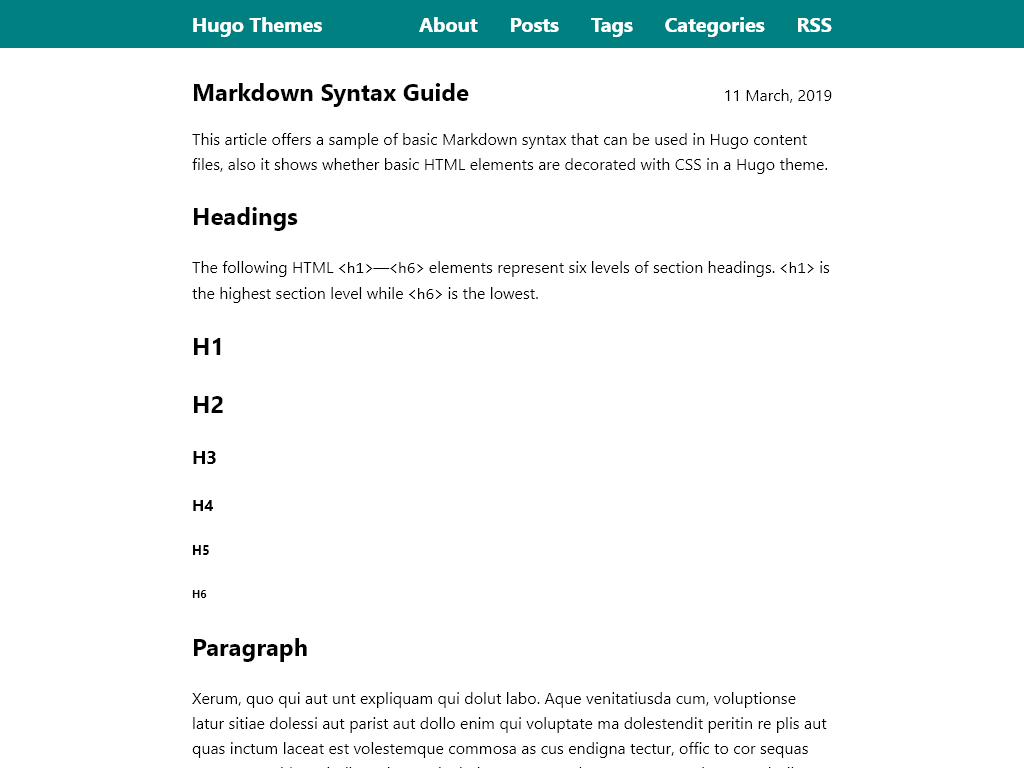 Hugo Themes About Posts Tags Categories RSS
Markdown Syntax Guide 11 March, 2019
This article offers a sample of basic Markdown syntax that can be used in Hugo content
files, also it shows whether basic HTML elements are decorated with CSS in a Hugo theme.
Headings
The following HTML <h1>—<h6> elements represent six levels of section headings. <h1> is
the highest section level while <h6> is the lowest.
H1
H2
H3
H4
H5
H6
Paragraph
Xerum, quo qui aut unt expliquam qui dolut labo. Aque venitatiusda cum, voluptionse
latur sitiae dolessi aut parist aut dollo enim qui voluptate ma dolestendit peritin re plis aut
quas inctum laceat est volestemque commosa as cus endigna tectur, offic to cor sequas